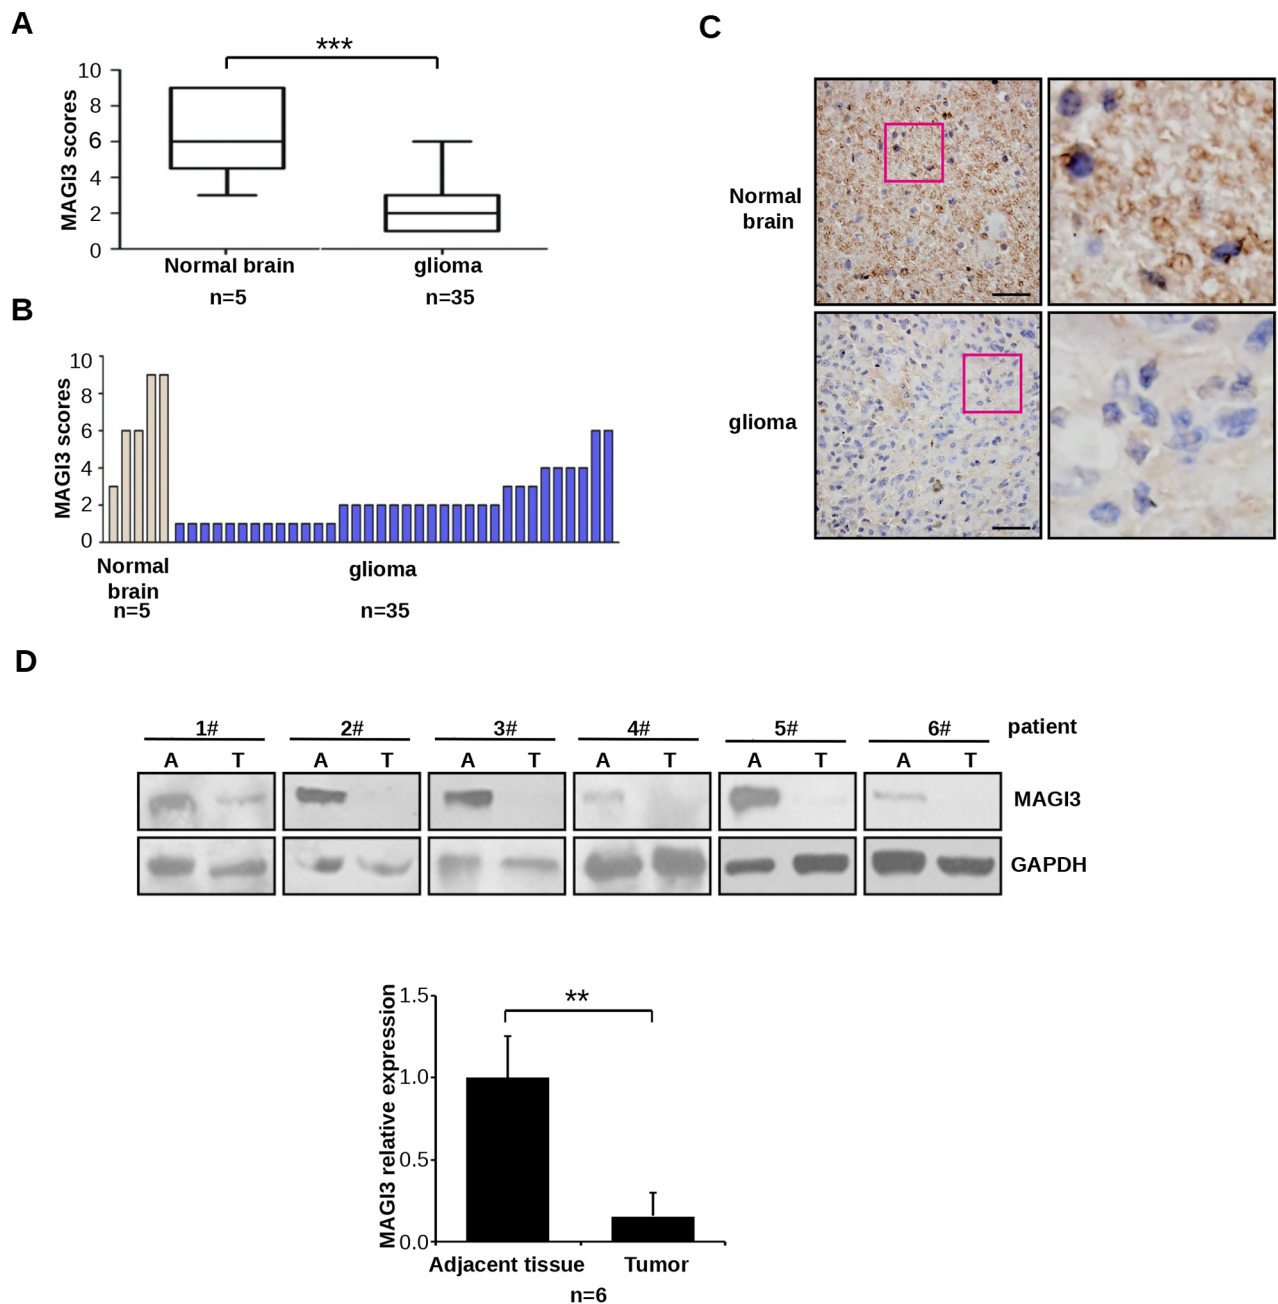 A
***
10
8
6
4
2
0
MAGI3 scores
Normal brain
glioma
n=5
n=35
B
10
8
6
4
2
0
MAGI3 scores
Normal
brain
glioma
n=5
n=35
C
Normal
brain
glioma
D
1#
2#
3#
4#
5#
6#
patient
A T A T A T A T A T A T
MAGI3
GAPDH
MAGI3 relative expression
1.5
1.0
0.5
0.0
**
Adjacent tissue
Tumor
n=6